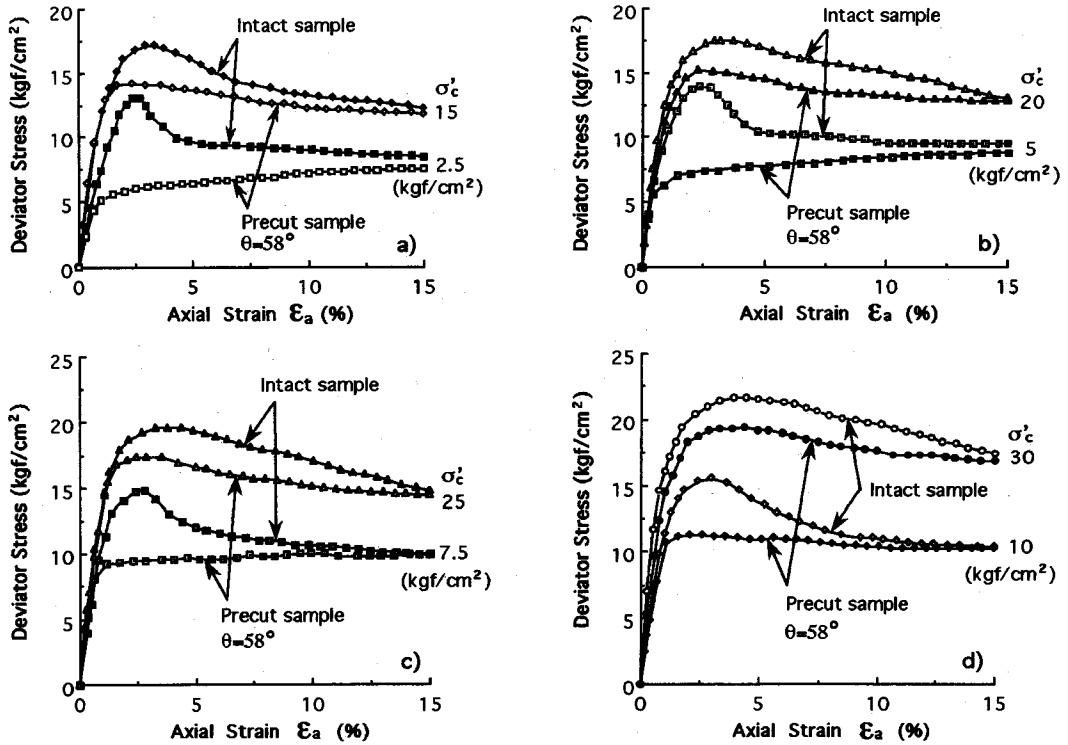 20
15
10
5
0
Deviator Stress (kgf/cm²)
Intact sample
σ'c
15
2.5
(kgf/cm²)
Precut sample
θ=58°
a)
0 5 10 15
Axial Strain Ɛa (%)
20
15
10
5
0
Deviator Stress (kgf/cm²)
Intact sample
σ'c
20
5
(kgf/cm²)
Precut sample
θ=58°
b)
0 5 10 15
Axial Strain Ɛa (%)
25
20
15
10
5
0
Deviator Stress (kgf/cm²)
Intact sample
σ'c
25
7.5
(kgf/cm²)
Precut sample
θ=58°
c)
0 5 10 15
Axial Strain Ɛa (%)
25
20
15
10
5
0
Deviator Stress (kgf/cm²)
σ'c
30
Intact sample
10
(kgf/cm²)
Precut sample
θ=58°
d)
0 5 10 15
Axial Strain Ɛa (%)